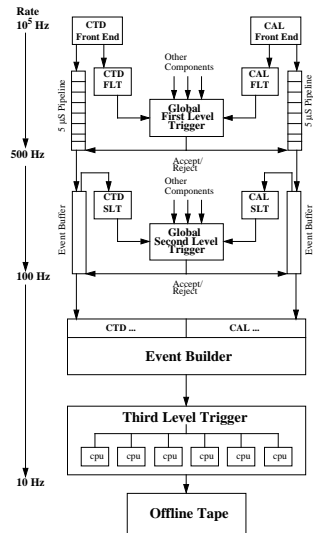 Rate
10⁵ Hz
CTD
Front End
CAL
Front End
Other
Components
CTD
FLT
CAL
FLT
5 μS Pipeline
5 μS Pipeline
Global
First Level
Trigger
500 Hz
Accept/
Reject
Other
Components
CTD
SLT
CAL
SLT
Event Buffer
Event Buffer
Global
Second Level
Trigger
100 Hz
Accept/
Reject
CTD ...
CAL ...
Event Builder
Third Level Trigger
cpu cpu cpu cpu cpu cpu
10 Hz
Offline Tape